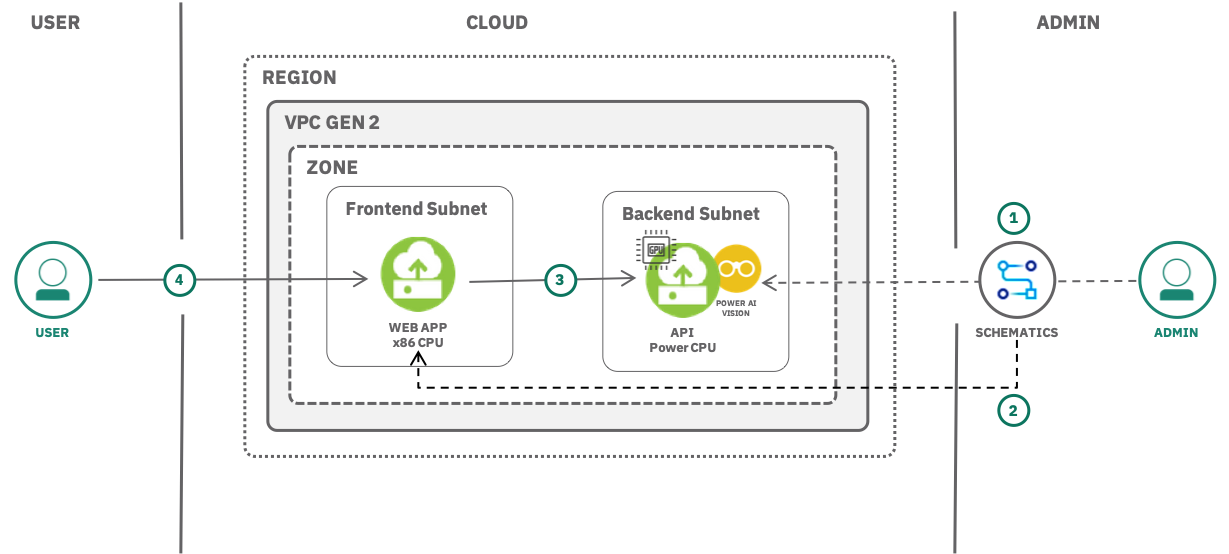 USER
CLOUD
ADMIN
REGION
VPC GEN 2
ZONE
Frontend Subnet
Backend Subnet
1
GPU
4
3
POWER AI
VISION
WEB APP
x86 CPU
API
Power CPU
USER
SCHEMATICS
ADMIN
2